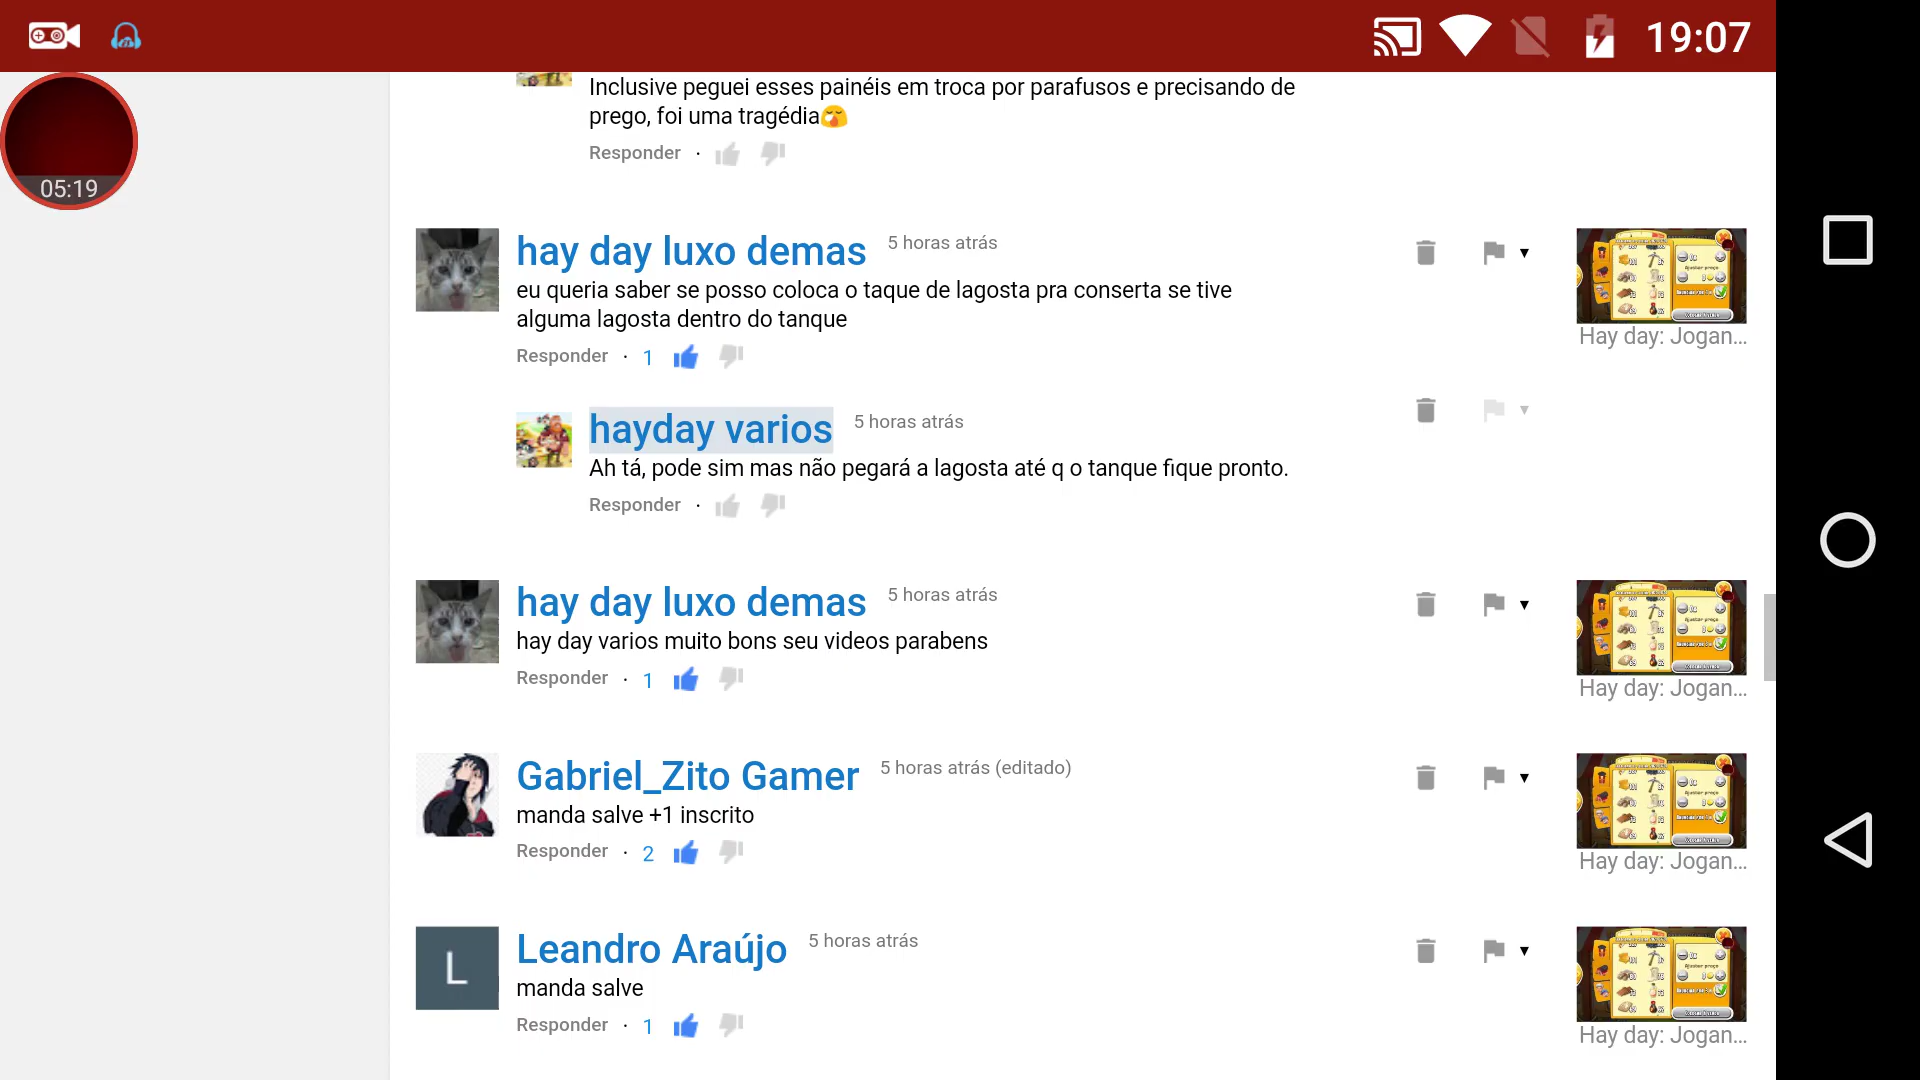 19:07
05:19
Inclusive peguei esses painéis em troca por parafusos e precisando de
prego, foi uma tragédia😪
Responder ·
hay day luxo demas 5 horas atrás
eu queria saber se posso coloca o taque de lagosta pra conserta se tive
alguma lagosta dentro do tanque
Responder · 1
Hay day: Jogan...
hayday varios 5 horas atrás
Ah tá, pode sim mas não pegará a lagosta até q o tanque fique pronto.
Responder ·
hay day luxo demas 5 horas atrás
hay day varios muito bons seu videos parabens
Responder · 1
Hay day: Jogan...
Gabriel_Zito Gamer 5 horas atrás (editado)
manda salve +1 inscrito
Responder · 2
Hay day: Jogan...
L
Leandro Araújo 5 horas atrás
manda salve
Responder · 1
Hay day: Jogan...